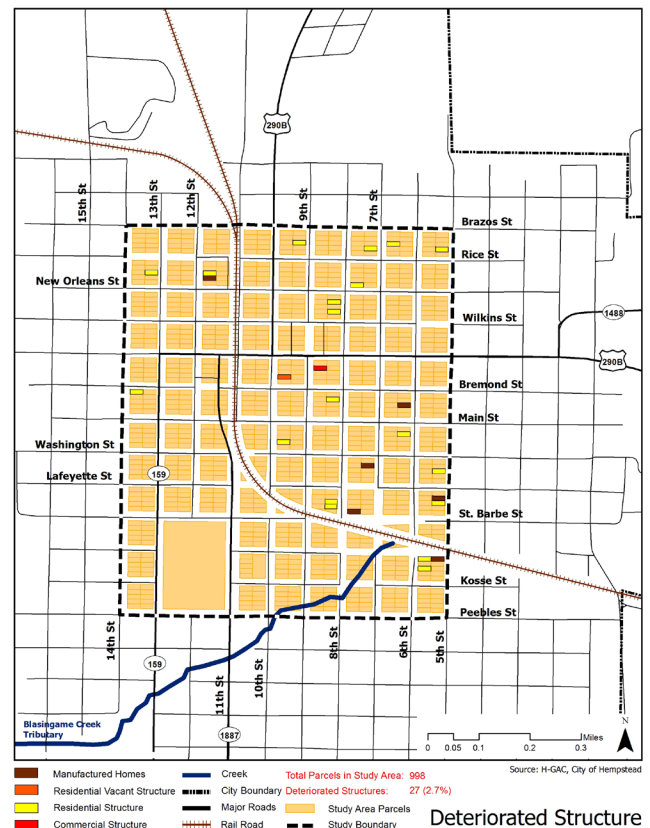 290B
15th St
13th St
12th St
9th St
7th St
Brazos St
Rice St
New Orleans St
Wilkins St
1488
290B
Bremond St
Main St
Washington St
159
Lafeyette St
St. Barbe St
Kosse St
Peebles St
14th St
159
11th St
10th St
8th St
6th St
5th St
1887
Blasingame Creek
Tributary
N
Miles
0 0.05 0.1 0.2 0.3
Source: H-GAC, City of Hempstead
Manufactured Homes
Creek
Total Parcels in Study Area: 998
Residential Vacant Structure
City Boundary
Deteriorated Structures:
27 (2.7%)
Residential Structure
Major Roads
Study Area Parcels
Commercial Structure
Rail Road
Study Boundary
Deteriorated Structure